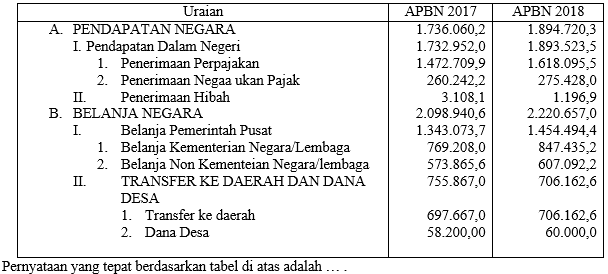 Uraian APBN 2017 APBN 2018
A. PENDAPATAN NEGARA 1.736.060,2 1.894.720,3
I. Pendapatan Dalam Negeri 1.732.952,0 1.893.523,5
1. Penerimaan Perpajakan 1.472.709,9 1.618.095,5
2. Penerimaan Negaa ukan Pajak 260.242,2 275.428,0
II. Penerimaan Hibah 3.108,1 1.196,9
B. BELANJA NEGARA 2.098.940,6 2.220.657,0
I. Belanja Pemerintah Pusat 1.343.073,7 1.454.494,4
1. Belanja Kementerian Negara/Lembaga 769.208,0 847.435,2
2. Belanja Non Kementeian Negara/lembaga 573.865,6 607.092,2
II. TRANSFER KE DAERAH DAN DANA 755.867,0 706.162,6
DESA
1. Transfer ke daerah 697.667,0 706.162,6
2. Dana Desa 58.200,00 60.000,0
Pernyataan yang tepat berdasarkan tabel di atas adalah ... .